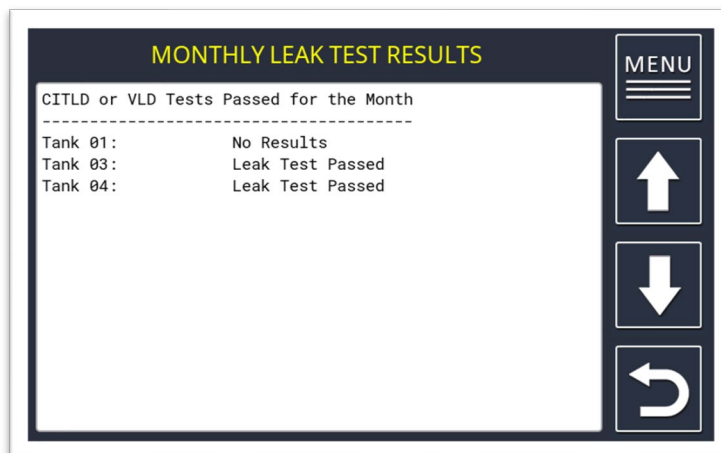 MONTHLY LEAK TEST RESULTS
MENU
CITLD or VLD Tests Passed for the Month
---------------------------------------
Tank 01: No Results
Tank 03: Leak Test Passed
Tank 04: Leak Test Passed